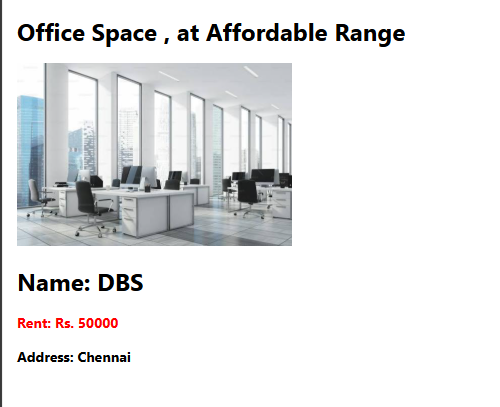 Office Space , at Affordable Range
Name: DBS
Rent: Rs. 50000
Address: Chennai